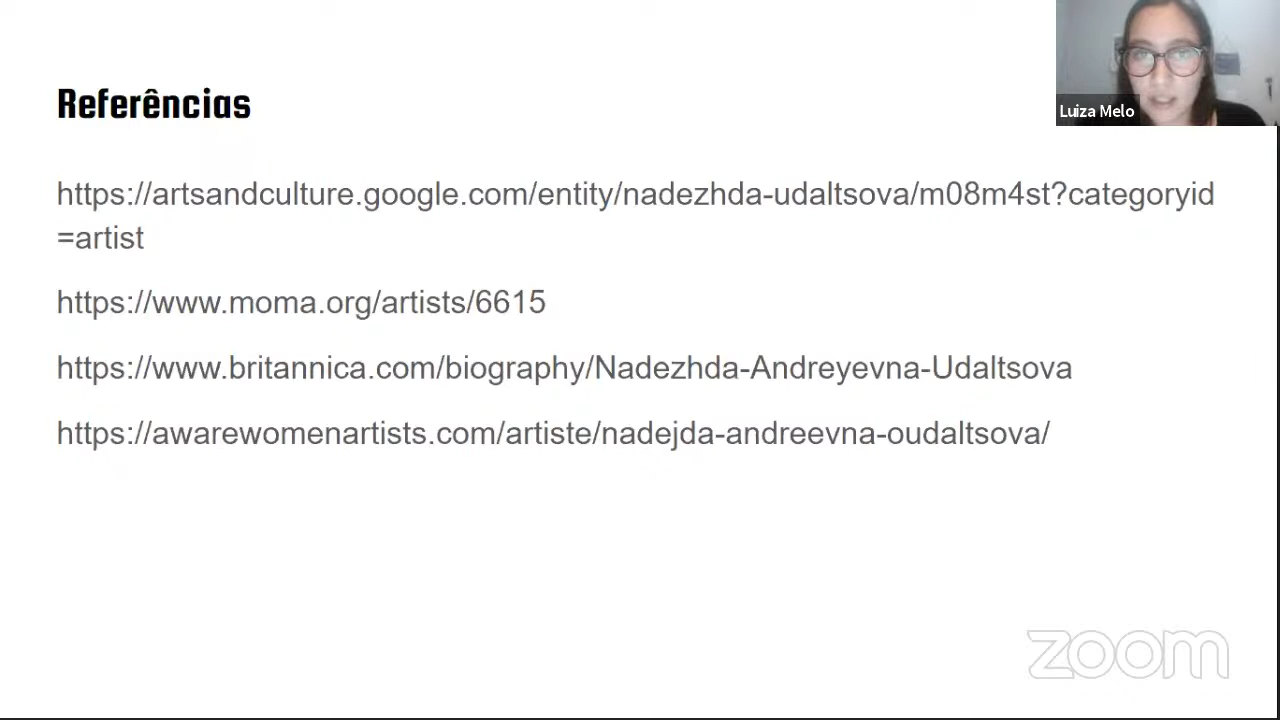 Referências
Luiza Melo
https://artsandculture.google.com/entity/nadezhda-udaltsova/m08m4st?categoryid
=artist
https://www.moma.org/artists/6615
https://www.britannica.com/biography/Nadezhda-Andreyevna-Udaltsova
https://awarewomenartists.com/artiste/nadejda-andreevna-oudaltsova/
zoom